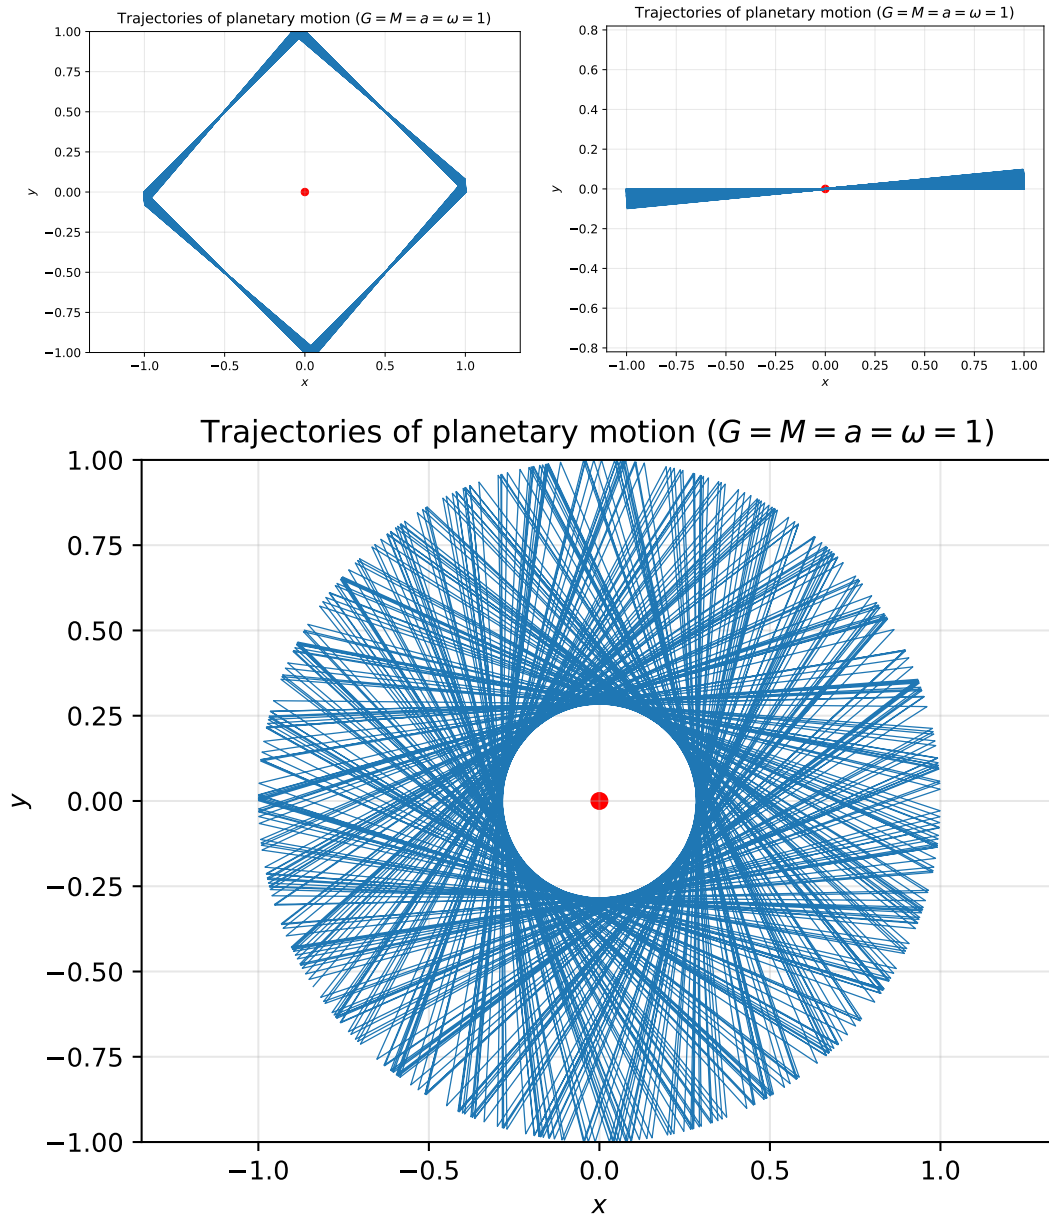 Trajectories of planetary motion (G = M = a = ω = 1)
1.00
0.75
0.50
0.25
0.00
−0.25
−0.50
−0.75
−1.00
y
−1.0 −0.5 0.0 0.5 1.0
x
Trajectories of planetary motion (G = M = a = ω = 1)
0.8
0.6
0.4
0.2
0.0
−0.2
−0.4
−0.6
−0.8
y
−1.00 −0.75 −0.50 −0.25 0.00 0.25 0.50 0.75 1.00
x
Trajectories of planetary motion (G = M = a = ω = 1)
1.00
0.75
0.50
0.25
0.00
−0.25
−0.50
−0.75
−1.00
y
−1.0 −0.5 0.0 0.5 1.0
x